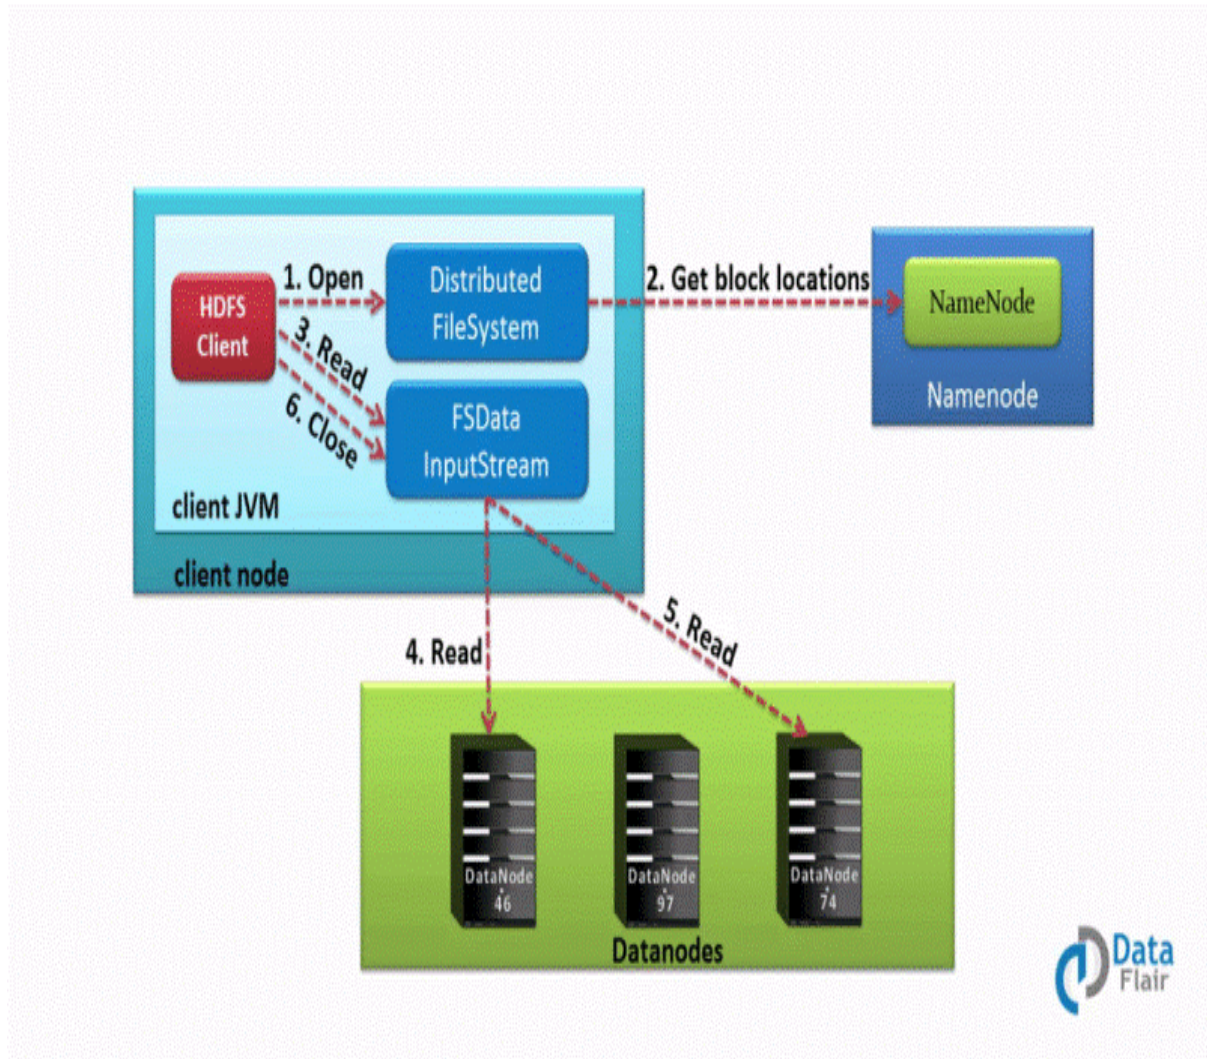 1. Open
HDFS
Client
Distributed
FileSystem
2. Get block locations
NameNode
Namenode
3. Read
6. Close
FSData
InputStream
client JVM
client node
4. Read
5. Read
DataNode
46
DataNode
97
DataNode
74
Datanodes
Data
Flair